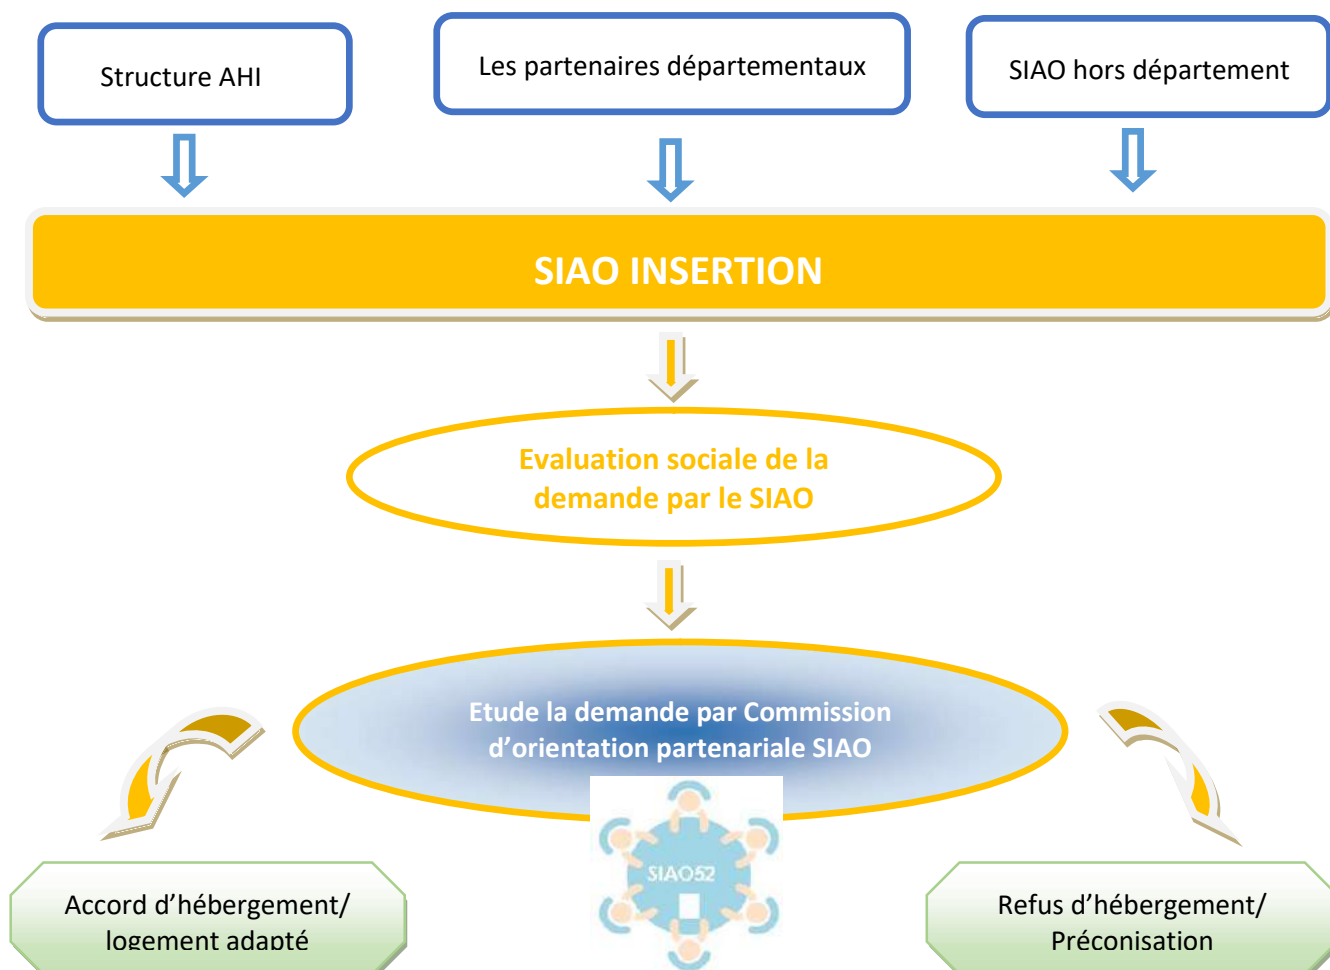 Structure AHI
Les partenaires départementaux
SIAO hors département
SIAO INSERTION
Evaluation sociale de la
demande par le SIAO
Etude la demande par Commission
d’orientation partenariale SIAO
SIAO52
Accord d’hébergement/
logement adapté
Refus d’hébergement/
Préconisation